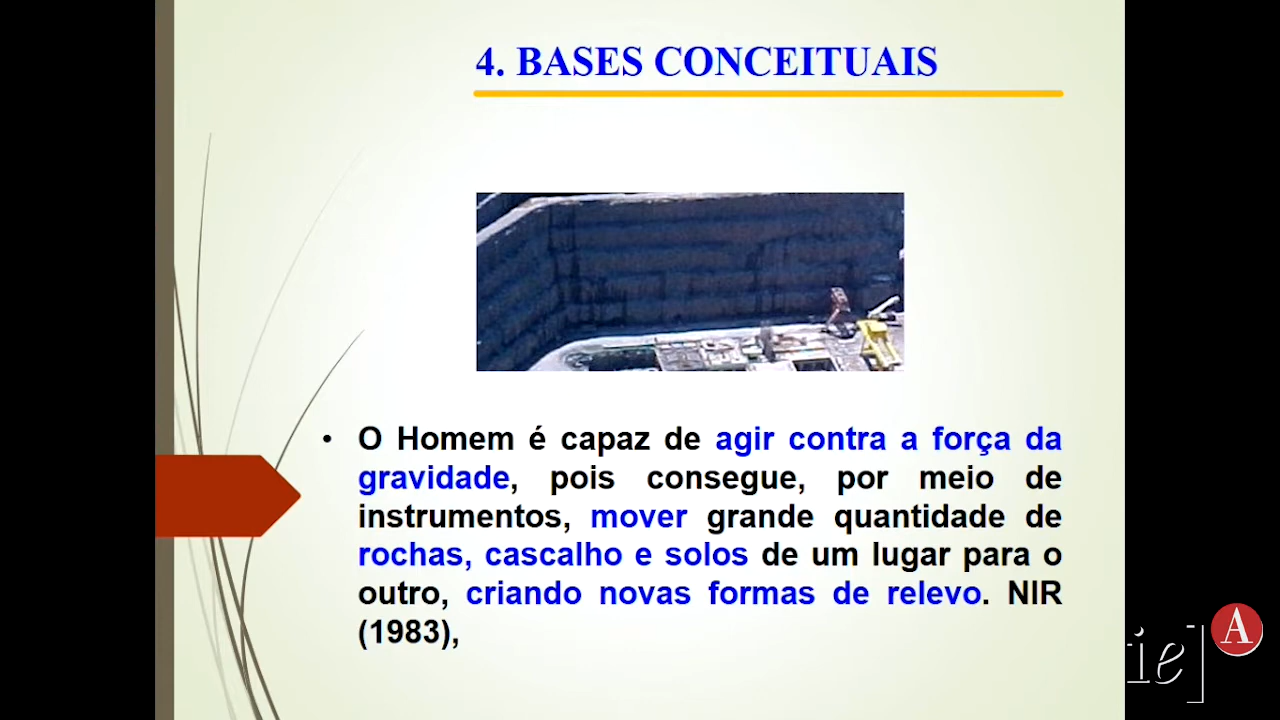 4. BASES CONCEITUAIS
• O Homem é capaz de agir contra a força da
gravidade, pois consegue, por meio de
instrumentos, mover grande quantidade de
rochas, cascalho e solos de um lugar para o
outro, criando novas formas de relevo. NIR
(1983),
ie]
A